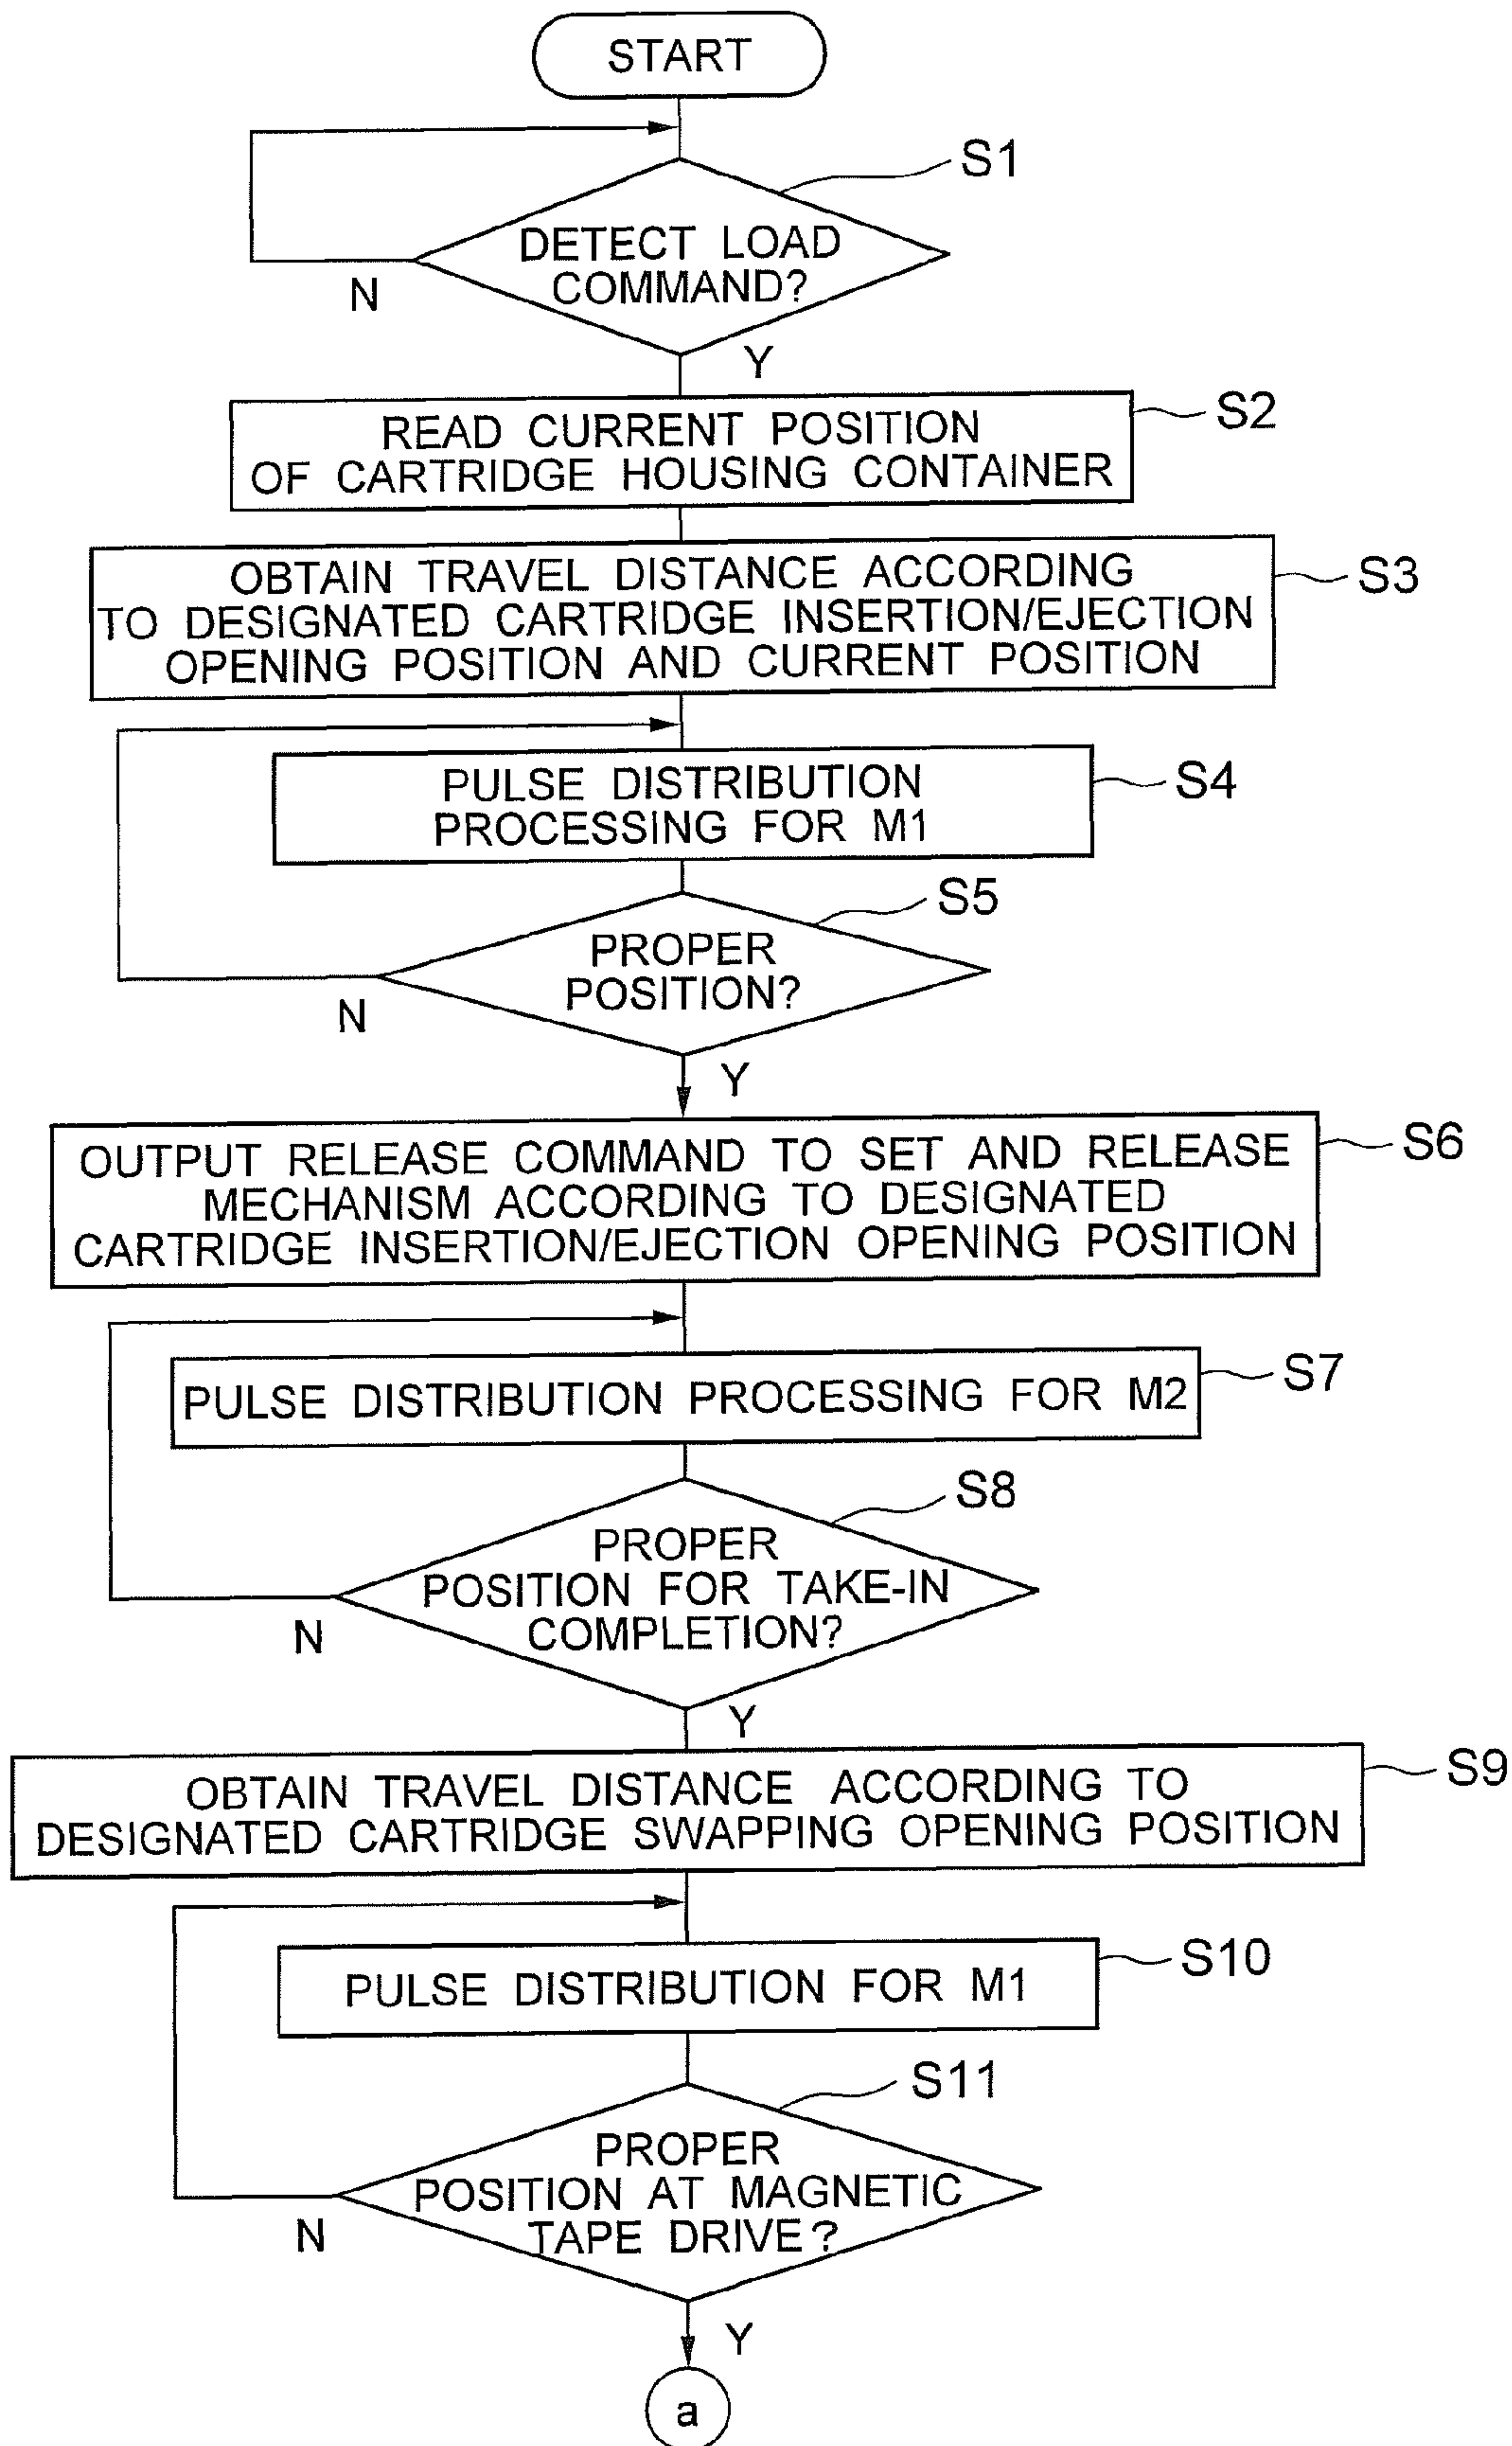 START
S1
DETECT LOAD
COMMAND?
N
Y
S2
READ CURRENT POSITION
OF CARTRIDGE HOUSING CONTAINER
S3
OBTAIN TRAVEL DISTANCE ACCORDING
TO DESIGNATED CARTRIDGE INSERTION/EJECTION
OPENING POSITION AND CURRENT POSITION
S4
PULSE DISTRIBUTION
PROCESSING FOR M1
S5
PROPER
POSITION?
N
Y
S6
OUTPUT RELEASE COMMAND TO SET AND RELEASE
MECHANISM ACCORDING TO DESIGNATED
CARTRIDGE INSERTION/EJECTION OPENING POSITION
S7
PULSE DISTRIBUTION PROCESSING FOR M2
S8
PROPER
POSITION FOR TAKE-IN
COMPLETION?
N
Y
S9
OBTAIN TRAVEL DISTANCE ACCORDING TO
DESIGNATED CARTRIDGE SWAPPING OPENING POSITION
S10
PULSE DISTRIBUTION FOR M1
S11
PROPER
POSITION AT MAGNETIC
TAPE DRIVE?
N
Y
a